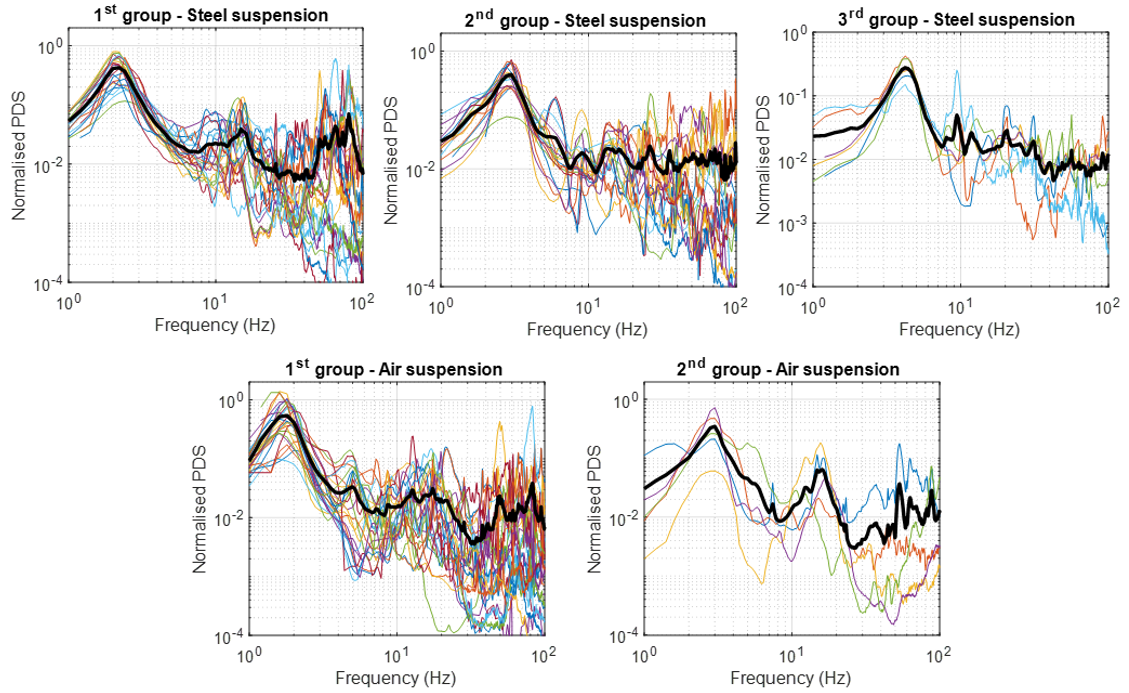 1st group - Steel suspension
10^0
10^-2
10^-4
Normalised PDS
10^0
10^1
10^2
Frequency (Hz)
2nd group - Steel suspension
10^0
10^-2
10^-4
Normalised PDS
10^0
10^1
10^2
Frequency (Hz)
3rd group - Steel suspension
10^0
10^-1
10^-2
10^-3
10^-4
Normalised PDS
10^0
10^1
10^2
Frequency (Hz)
1st group - Air suspension
10^0
10^-2
10^-4
Normalised PDS
10^0
10^1
10^2
Frequency (Hz)
2nd group - Air suspension
10^0
10^-2
10^-4
Normalised PDS
10^0
10^1
10^2
Frequency (Hz)